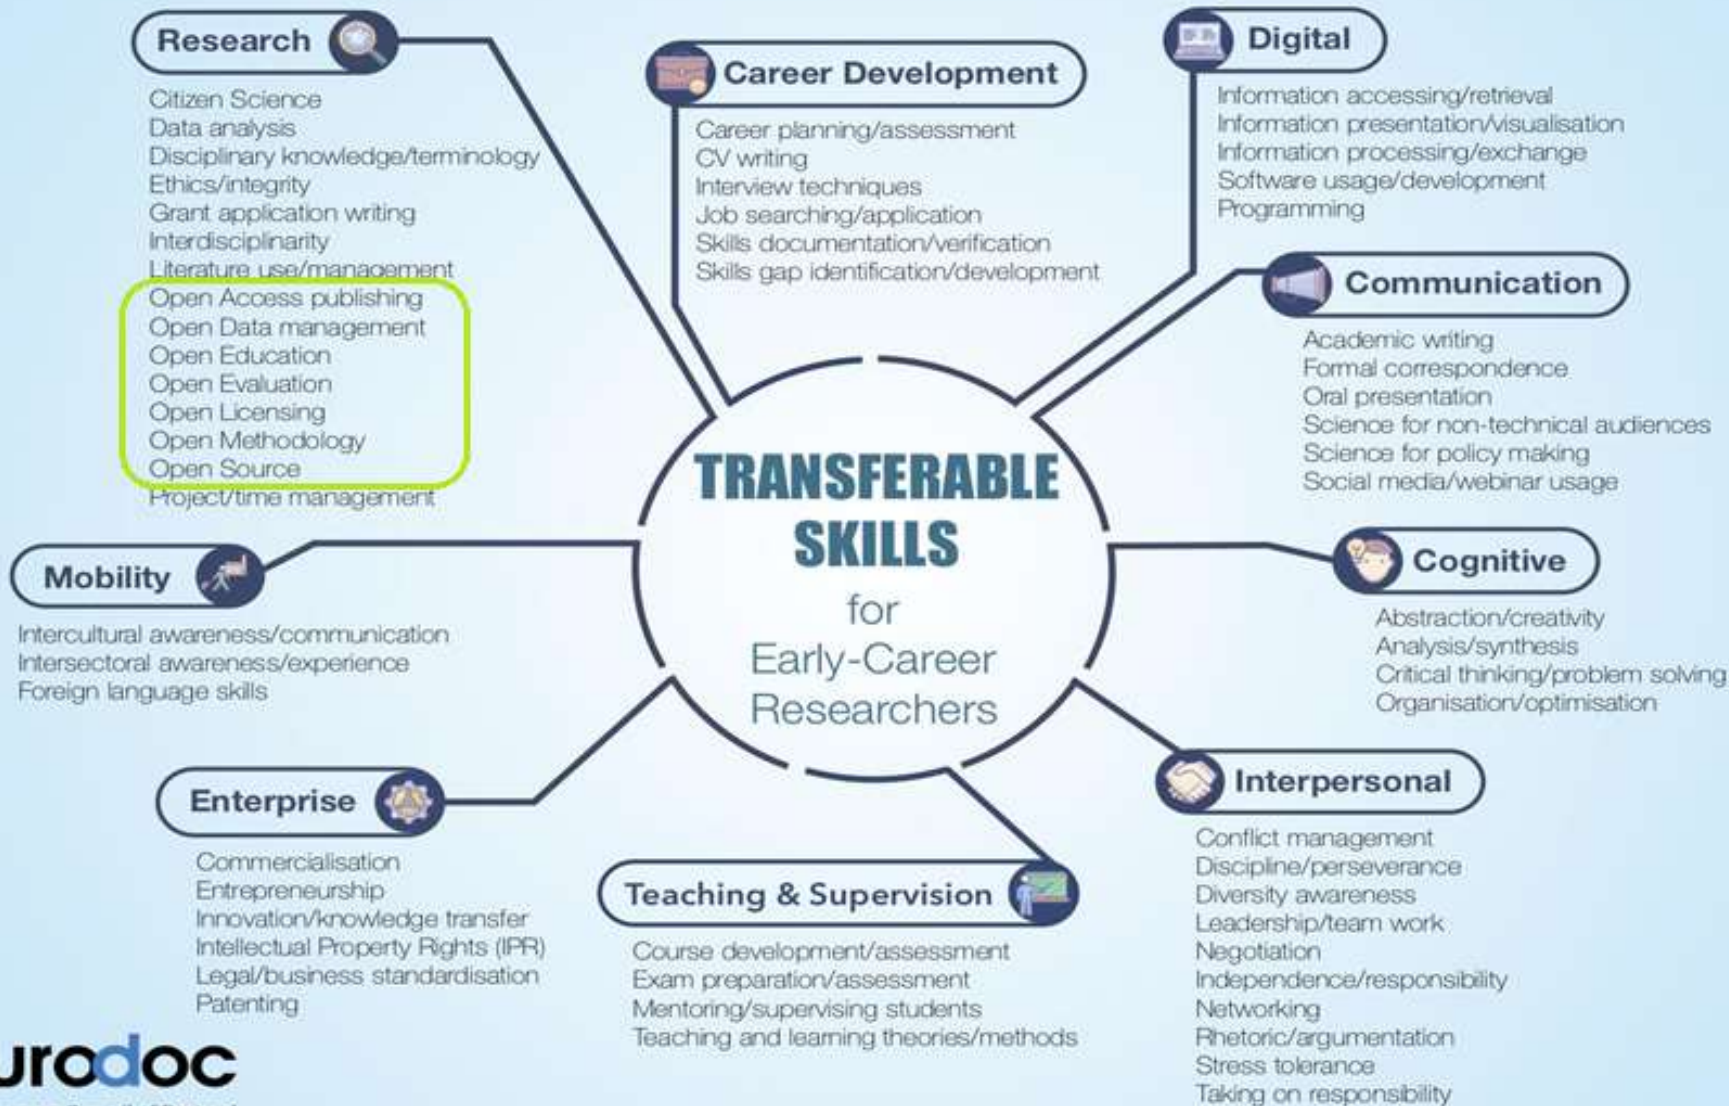 Research
Citizen Science
Data analysis
Disciplinary knowledge/terminology
Ethics/integrity
Grant application writing
Interdisciplinarity
Literature use/management
Open Access publishing
Open Data management
Open Education
Open Evaluation
Open Licensing
Open Methodology
Open Source
Project/time management
Career Development
Career planning/assessment
CV writing
Interview techniques
Job searching/application
Skills documentation/verification
Skills gap identification/development
Digital
Information accessing/retrieval
Information presentation/visualisation
Information processing/exchange
Software usage/development
Programming
Communication
Academic writing
Formal correspondence
Oral presentation
Science for non-technical audiences
Science for policy making
Social media/webinar usage
TRANSFERABLE
SKILLS
for
Early-Career
Researchers
Mobility
Intercultural awareness/communication
Intersectoral awareness/experience
Foreign language skills
Cognitive
Abstraction/creativity
Analysis/synthesis
Critical thinking/problem solving
Organisation/optimisation
Enterprise
Commercialisation
Entrepreneurship
Innovation/knowledge transfer
Intellectual Property Rights (IPR)
Legal/business standardisation
Patenting
Teaching & Supervision
Course development/assessment
Exam preparation/assessment
Mentoring/supervising students
Teaching and learning theories/methods
Interpersonal
Conflict management
Discipline/perseverance
Diversity awareness
Leadership/team work
Negotiation
Independence/responsibility
Networking
Rhetoric/argumentation
Stress tolerance
Taking on responsibility
urodoc